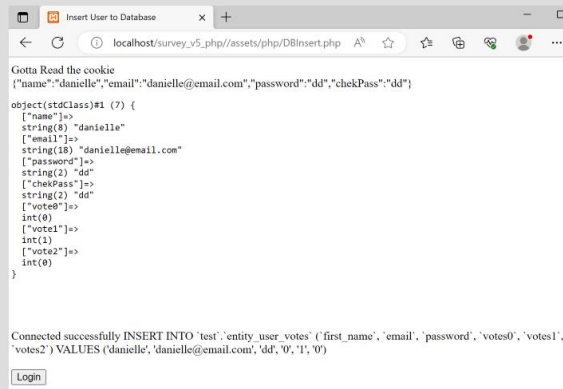 Insert User to Database
localhost/survey_v5_php//assets/php/DBInsert.php
Gotta Read the cookie
{"name":"danielle","email":"danielle@email.com","password":"dd","chekPass":"dd"}
object(stdClass)#1 (7) {
["name"]=>
string(8) "danielle"
["email"]=>
string(18) "danielle@email.com"
["password"]=>
string(2) "dd"
["chekPass"]=>
string(2) "dd"
["vote0"]=>
int(0)
["vote1"]=>
int(1)
["vote2"]=>
int(0)
}
Connected successfully INSERT INTO `test`.`entity_user_votes` (`first_name`, `email`, `password`, `votes0`, `votes1`,
`votes2`) VALUES ('danielle', 'danielle@email.com', 'dd', '0', '1', '0')
Login